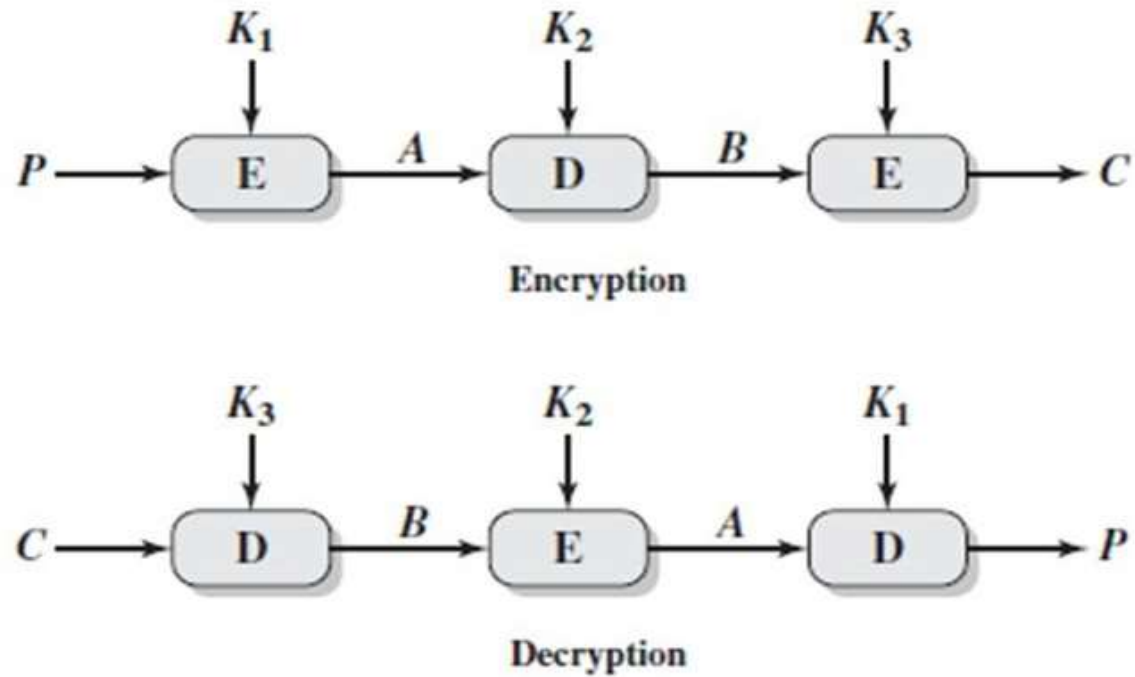 K₁ K₂ K₃
P E A D B E C
Encryption
K₃ K₂ K₁
C D B E A D P
Decryption